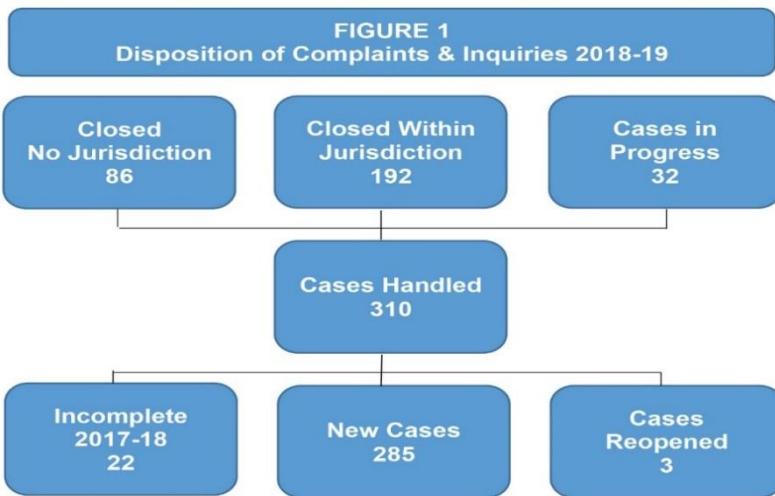 FIGURE 1
Disposition of Complaints & Inquiries 2018-19
Closed
No Jurisdiction
86
Closed Within
Jurisdiction
192
Cases in
Progress
32
Cases Handled
310
Incomplete
2017-18
22
New Cases
285
Cases
Reopened
3